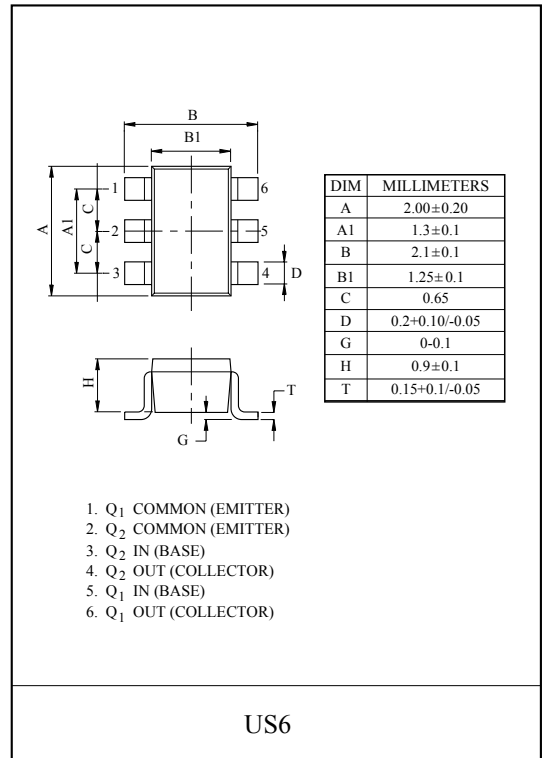 B
B1
1
6
A
A1
C
2
5
C
3
4
D
H
T
G
DIM MILLIMETERS
A 2.00±0.20
A1 1.3±0.1
B 2.1±0.1
B1 1.25±0.1
C 0.65
D 0.2+0.10/-0.05
G 0-0.1
H 0.9±0.1
T 0.15+0.1/-0.05
1. Q1 COMMON (EMITTER)
2. Q2 COMMON (EMITTER)
3. Q2 IN (BASE)
4. Q2 OUT (COLLECTOR)
5. Q1 IN (BASE)
6. Q1 OUT (COLLECTOR)
US6